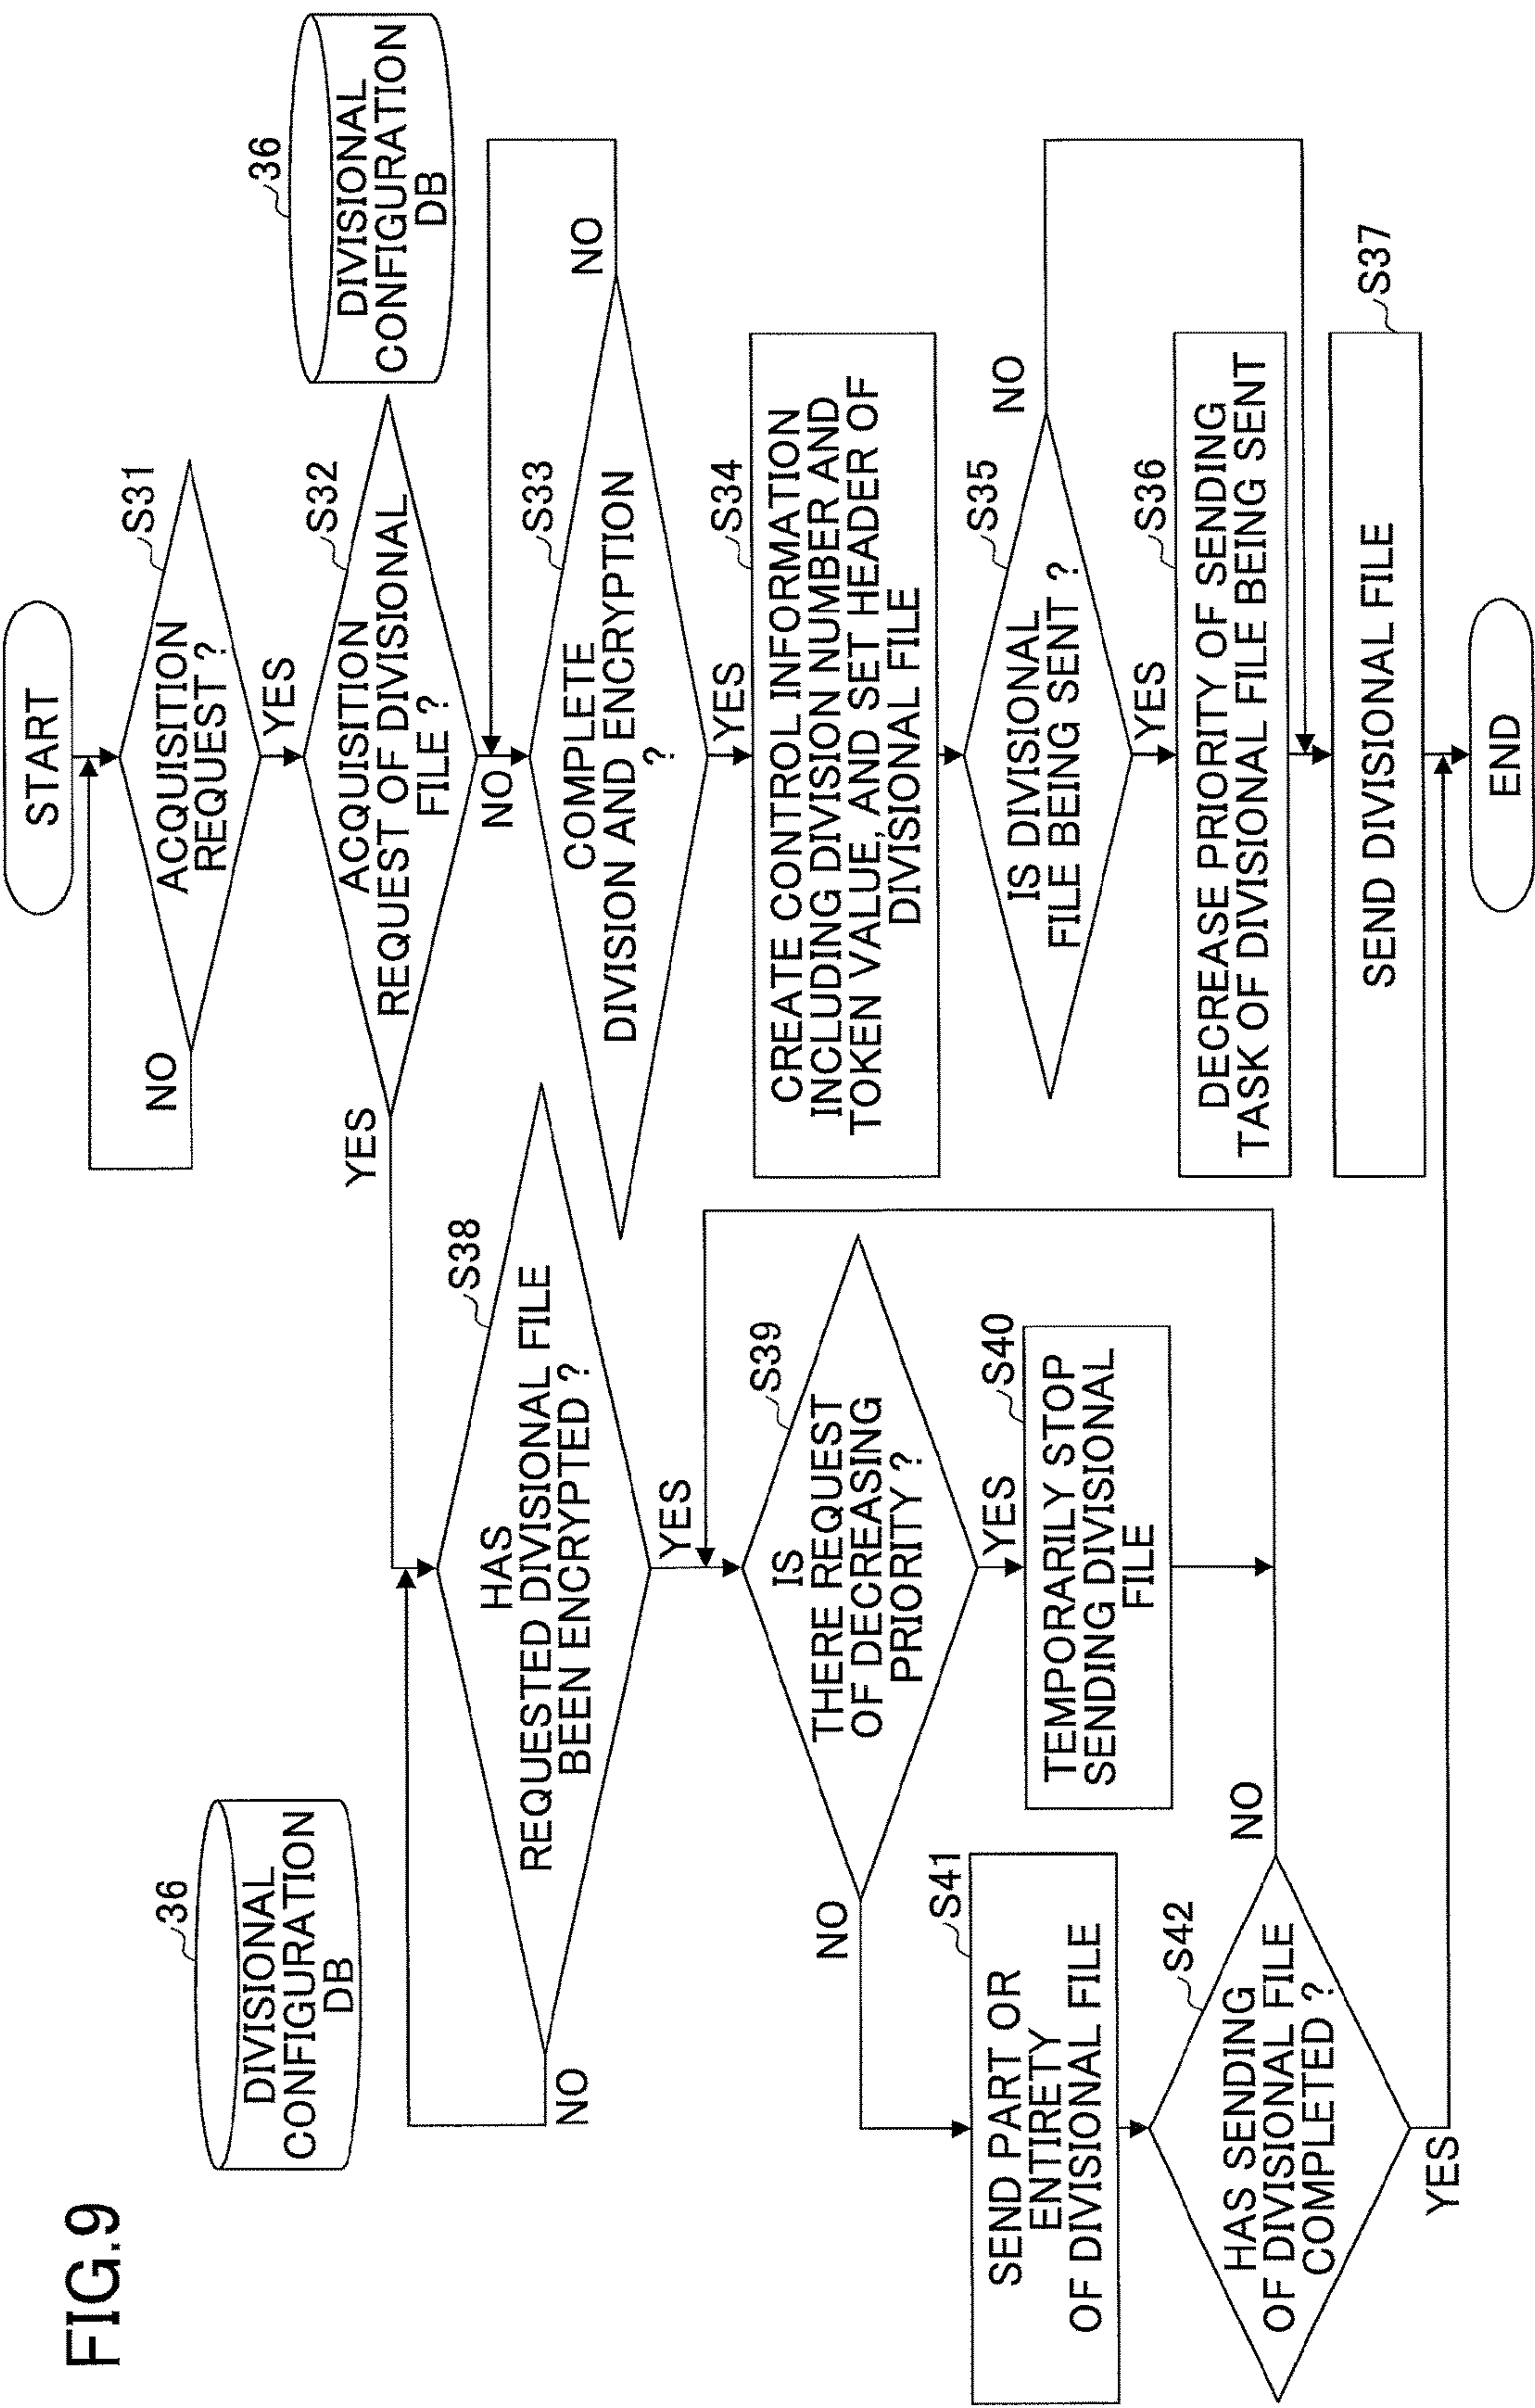 FIG.9
START
S31
ACQUISITION
REQUEST ?
NO
YES
S32
ACQUISITION
REQUEST OF DIVISIONAL
FILE ?
YES
NO
36
DIVISIONAL
CONFIGURATION
DB
S33
COMPLETE
DIVISION AND ENCRYPTION
?
NO
YES
S34
CREATE CONTROL INFORMATION
INCLUDING DIVISION NUMBER AND
TOKEN VALUE, AND SET HEADER OF
DIVISIONAL FILE
S35
IS DIVISIONAL
FILE BEING SENT ?
NO
YES
S36
DECREASE PRIORITY OF SENDING
TASK OF DIVISIONAL FILE BEING SENT
S37
SEND DIVISIONAL FILE
END
36
DIVISIONAL
CONFIGURATION
DB
S38
HAS
REQUESTED DIVISIONAL FILE
BEEN ENCRYPTED ?
NO
YES
S39
IS
THERE REQUEST
OF DECREASING
PRIORITY ?
NO
YES
S40
TEMPORARILY STOP
SENDING DIVISIONAL
FILE
S41
SEND PART OR
ENTIRETY
OF DIVISIONAL FILE
S42
HAS SENDING
OF DIVISIONAL FILE
COMPLETED ?
NO
YES